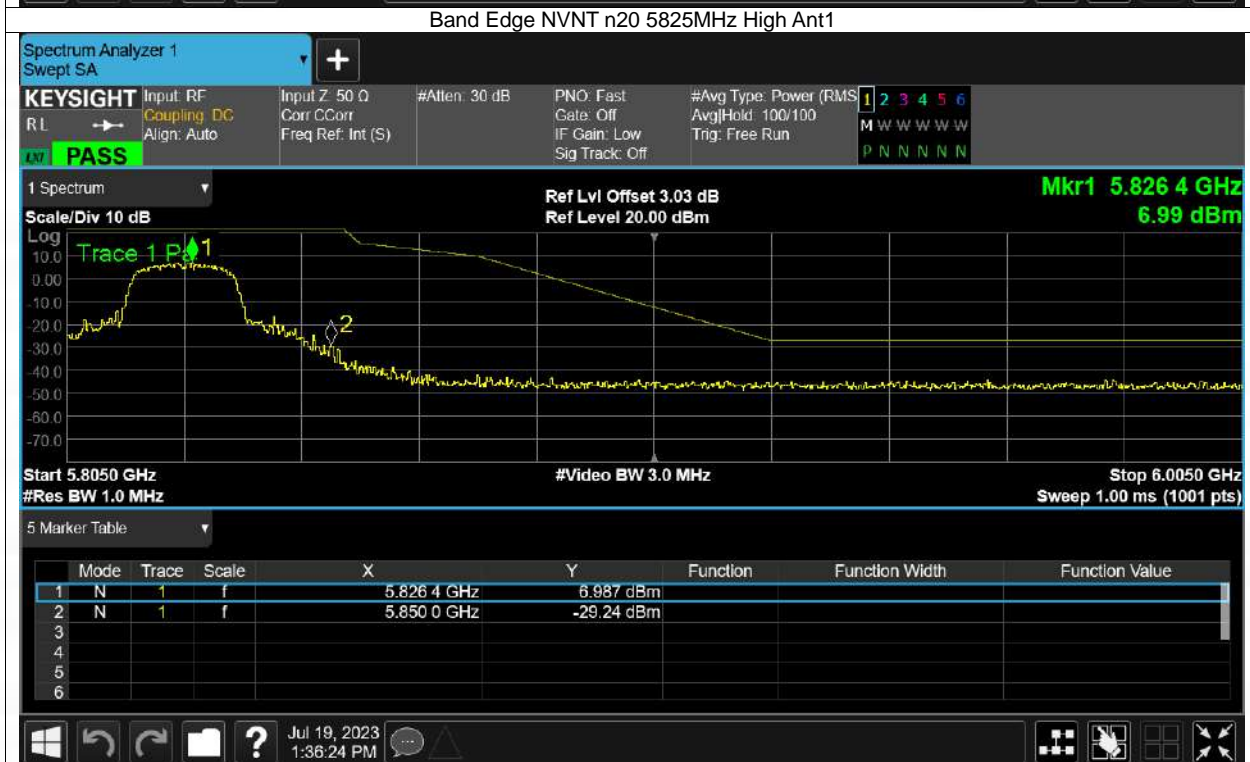 Band Edge NVNT n20 5825MHz High Ant1
Spectrum Analyzer 1
Swept SA
+
KEYSIGHT Input: RF Input Z: 50 Ω #Atten: 30 dB PNO: Fast #Avg Type: Power (RMS 1 2 3 4 5 6
RL Coupling: DC Corr CCorr Gate: Off Avg|Hold: 100/100 M W W W W W
Align: Auto Freq Ref: Int (S) IF Gain: Low Trig: Free Run
LXI PASS Sig Track: Off P N N N N N
1 Spectrum Ref Lvl Offset 3.03 dB Mkr1 5.826 4 GHz
Scale/Div 10 dB Ref Level 20.00 dBm 6.99 dBm
Log
10.0 Trace 1 Pa 1
0.00
-10.0
-20.0 2
-30.0
-40.0
-50.0
-60.0
-70.0
Start 5.8050 GHz #Video BW 3.0 MHz Stop 6.0050 GHz
#Res BW 1.0 MHz Sweep 1.00 ms (1001 pts)
5 Marker Table
Mode Trace Scale X Y Function Function Width Function Value
1 N 1 f 5.826 4 GHz 6.987 dBm
2 N 1 f 5.850 0 GHz -29.24 dBm
3
4
5
6
? Jul 19, 2023
1:36:24 PM